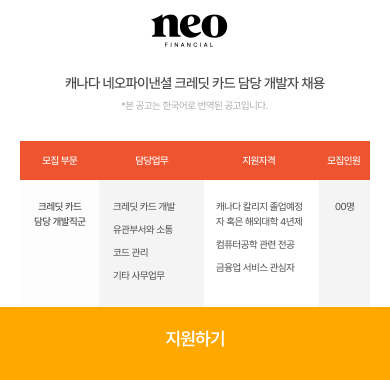 neo
FINANCIAL
캐나다 네오파이낸셜 크레딧 카드 담당 개발자 채용
*본 공고는 한국어로 번역된 공고입니다.
모집 부문 담당업무 지원자격 모집인원
크레딧 카드
담당 개발직군
크레딧 카드 개발
유관부서와 소통
코드 관리
기타 사무업무
캐나다 칼리지 졸업예정
자 혹은 해외대학 4년제
컴퓨터공학 관련 전공
금융업 서비스 관심자
00명
지원하기